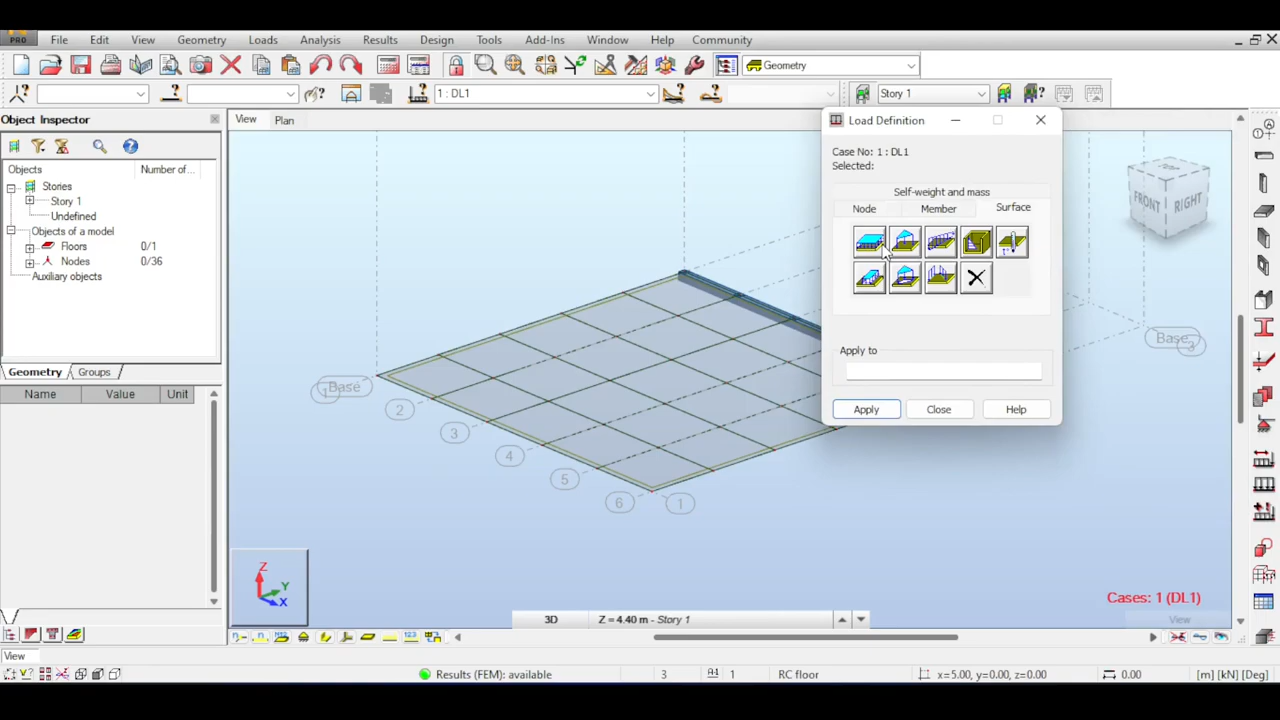 PRO File Edit View Geometry Loads Analysis Results Design Tools Add-Ins Window Help Community
Geometry
1 : DL1
Story 1
Object Inspector
View
Plan
Objects Number of...
Stories
Story 1
Undefined
Objects of a model
Floors 0/1
Nodes 0/36
Auxiliary objects
Geometry Groups
Name Value Unit
Load Definition
Case No: 1 : DL1
Selected:
Self-weight and mass
Node Member Surface
Apply to
Apply Close Help
FRONT RIGHT
Base
1
2
3
4
5
6
1
Base
3
Z
Y
X
Cases: 1 (DL1)
View
3D Z = 4.40 m - Story 1
View
Results (FEM): available 3 1 RC floor x=5.00, y=0.00, z=0.00 0.00 [m] [kN] [Deg]